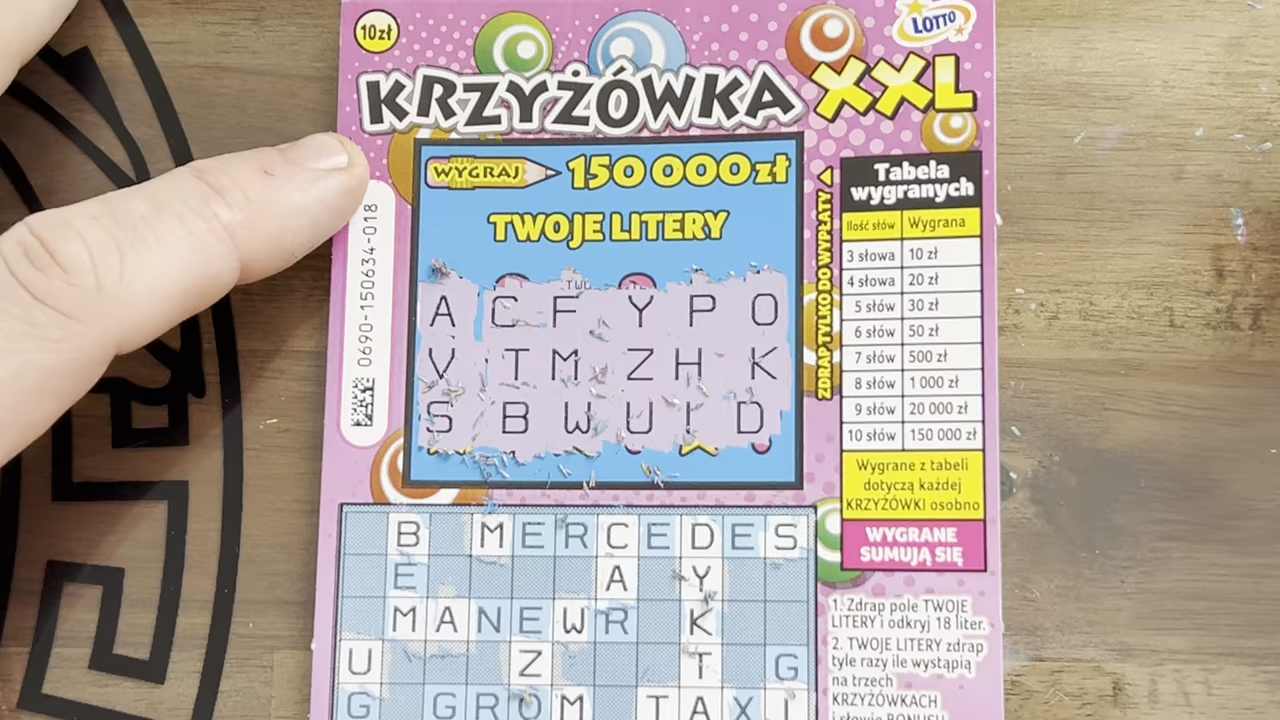 10zł
LOTTO
KRZYŻÓWKA XXL
WYGRAJ 150 000 zł
TWOJE LITERY
A C F Y P O
V T M Z H K
S B W U I D
0690-150634-018
ZDRAP TYLKO DO WYPŁATY
Tabela
wygranych
Ilość słów Wygrana
3 słowa 10 zł
4 słowa 20 zł
5 słów 30 zł
6 słów 50 zł
7 słów 500 zł
8 słów 1 000 zł
9 słów 20 000 zł
10 słów 150 000 zł
Wygrane z tabeli
dotyczą każdej
KRZYŻÓWKI osobno
WYGRANE
SUMUJĄ SIĘ
B MERCEDES
E A Y
MANEWR K
U Z T G
G GROM TAXI
1. Zdrap pole TWOJE
LITERY i odkryj 18 liter.
2. TWOJE LITERY zdrap
tyle razy ile wystąpią
na trzech
KRZYŻÓWKACH
i słowie BONUSU